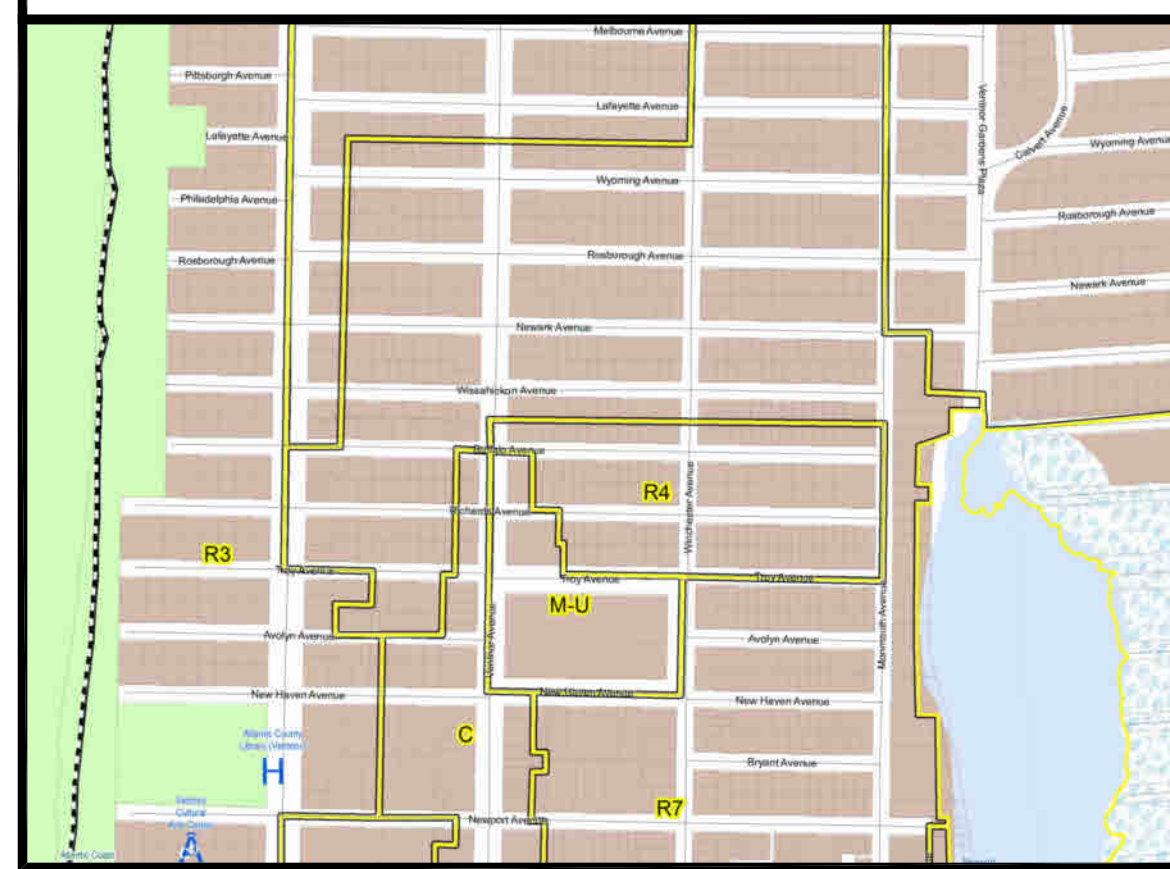 Melbourne Avenue
Pittsburgh Avenue
Lafayette Avenue
Lafayette Avenue
Ventnor Gardens Plaza
Calvert Avenue
Wyoming Avenue
Wyoming Avenue
Philadelphia Avenue
Rosborough Avenue
Rosborough Avenue
Rosborough Avenue
Newark Avenue
Newark Avenue
Wissahickon Avenue
Buffalo Avenue
R4
Winchester Avenue
Richards Avenue
R3
Troy Avenue
Troy Avenue
Troy Avenue
M-U
Ventnor Avenue
Monmouth Avenue
Avolyn Avenue
Avolyn Avenue
New Haven Avenue
New Haven Avenue
New Haven Avenue
Atlantic County
Library (Ventnor)
C
H
Bryant Avenue
Ventnor
Cultural
Arts Center
R7
Newport Avenue
A
Atlantic Coast